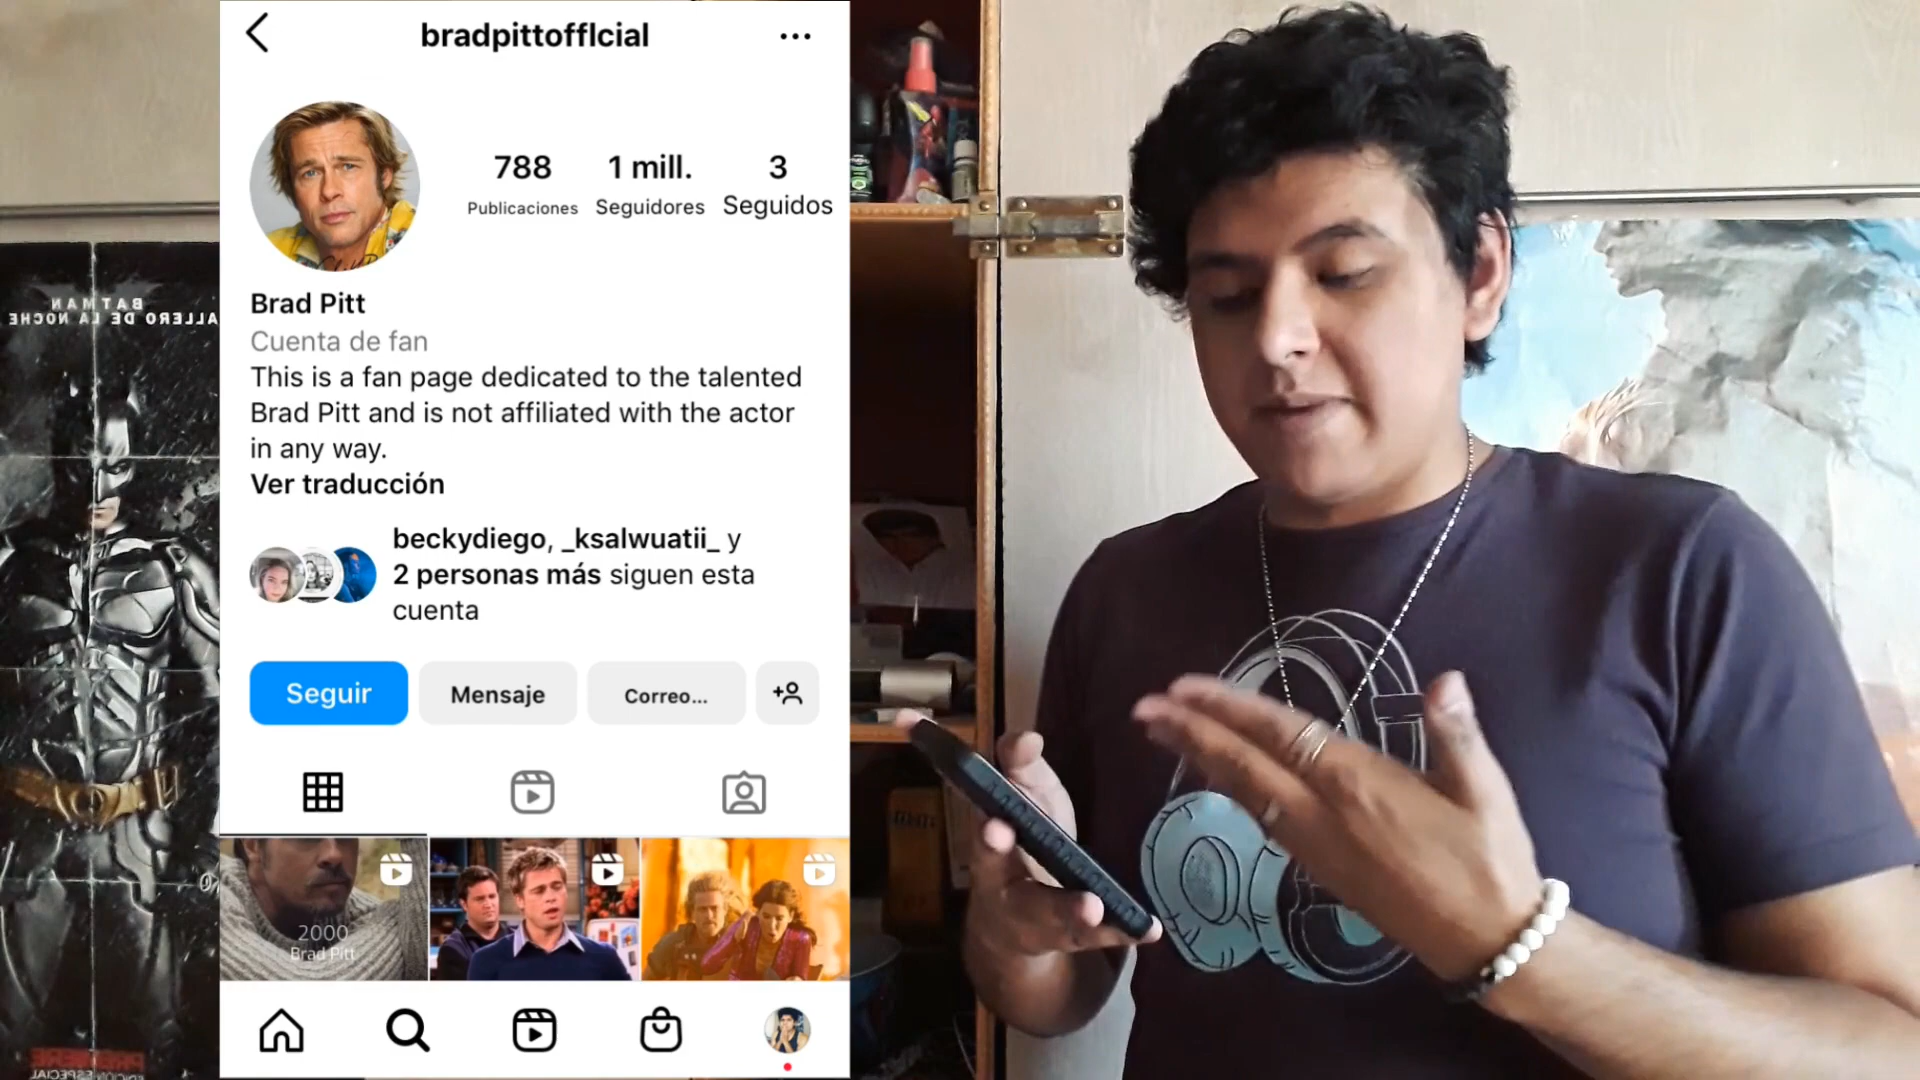 bradpittofflcial
788
1 mill.
3
Publicaciones
Seguidores
Seguidos
Brad Pitt
Cuenta de fan
This is a fan page dedicated to the talented
Brad Pitt and is not affiliated with the actor
in any way.
Ver traducción
beckydiego, _ksalwuatii_ y
2 personas más siguen esta
cuenta
Seguir
Mensaje
Correo...
2000
Brad Pitt
BATMAN
ALLERO DE LA NOCHE
PREMIERE